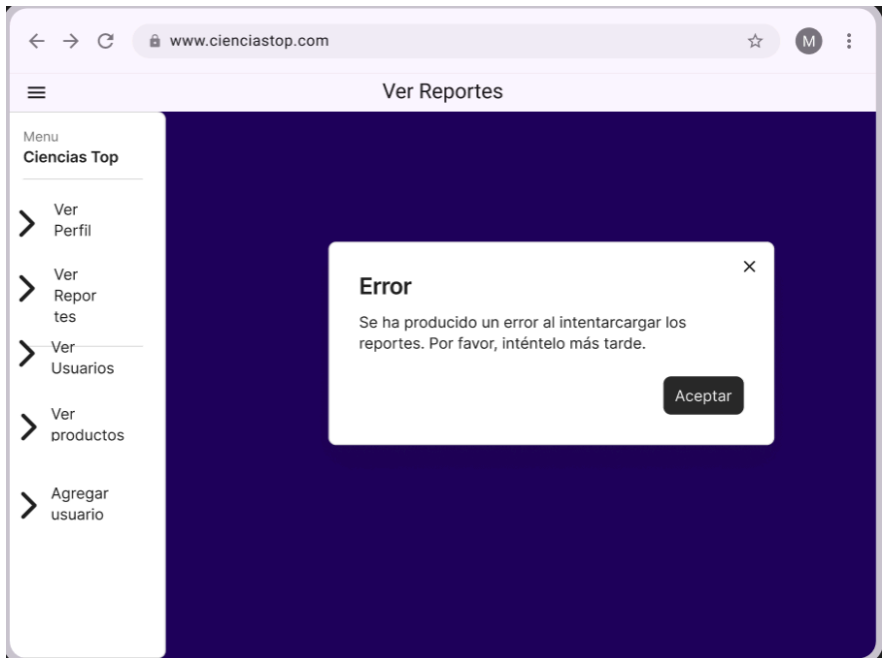 www.cienciastop.com
M
Ver Reportes
Menu
Ciencias Top
Ver
Perfil
Ver
Repor
tes
Ver
Usuarios
Ver
productos
Agregar
usuario
Error
Se ha producido un error al intentarcargar los
reportes. Por favor, inténtelo más tarde.
Aceptar